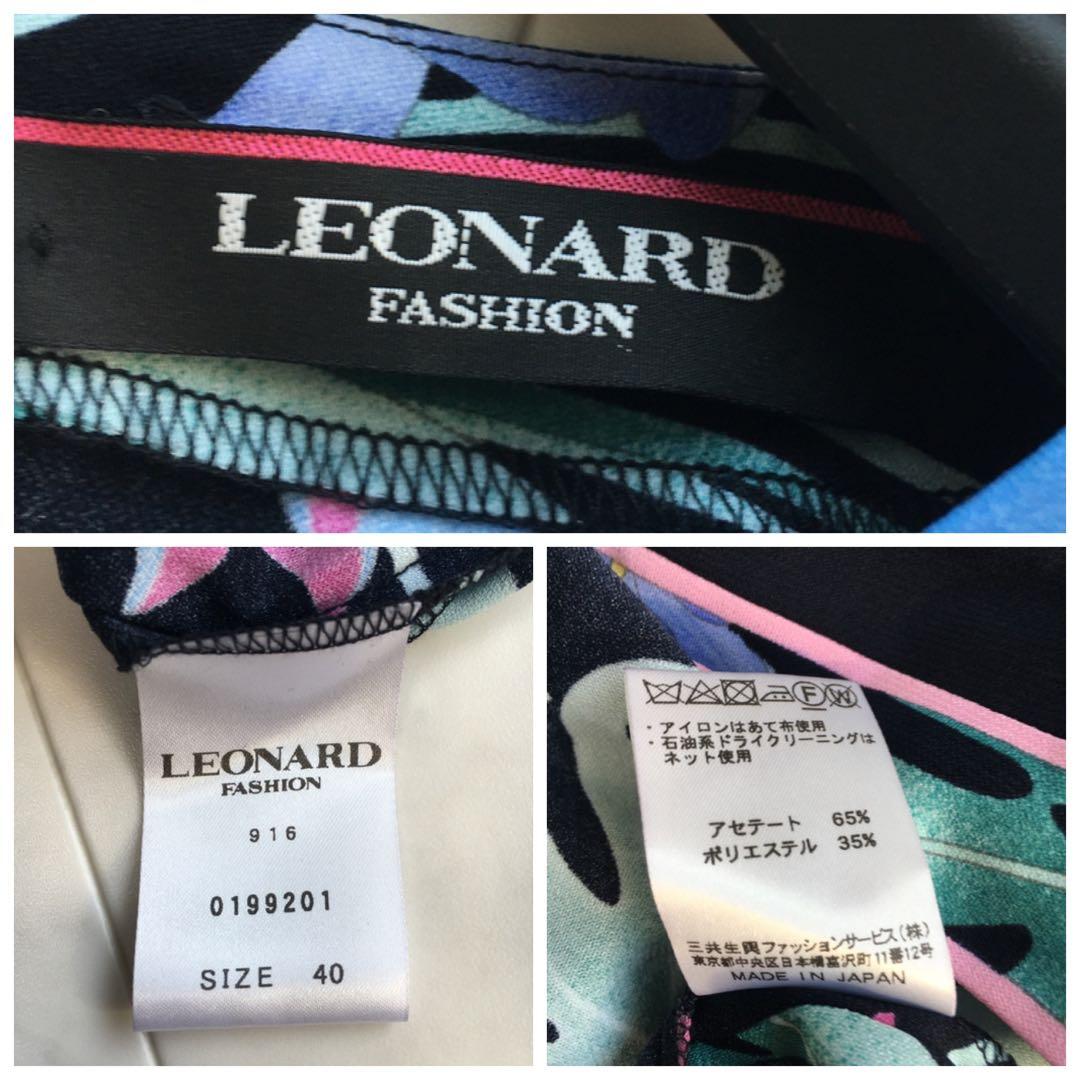 LEONARD
FASHION
LEONARD
FASHION
916
0199201
SIZE 40
F W
・アイロンはあて布使用
・石油系ドライクリーニングは
ネット使用
アセテート 65%
ポリエステル 35%
三共生興ファッションサービス(株)
東京都中央区日本橋富沢町11番12号
MADE IN JAPAN